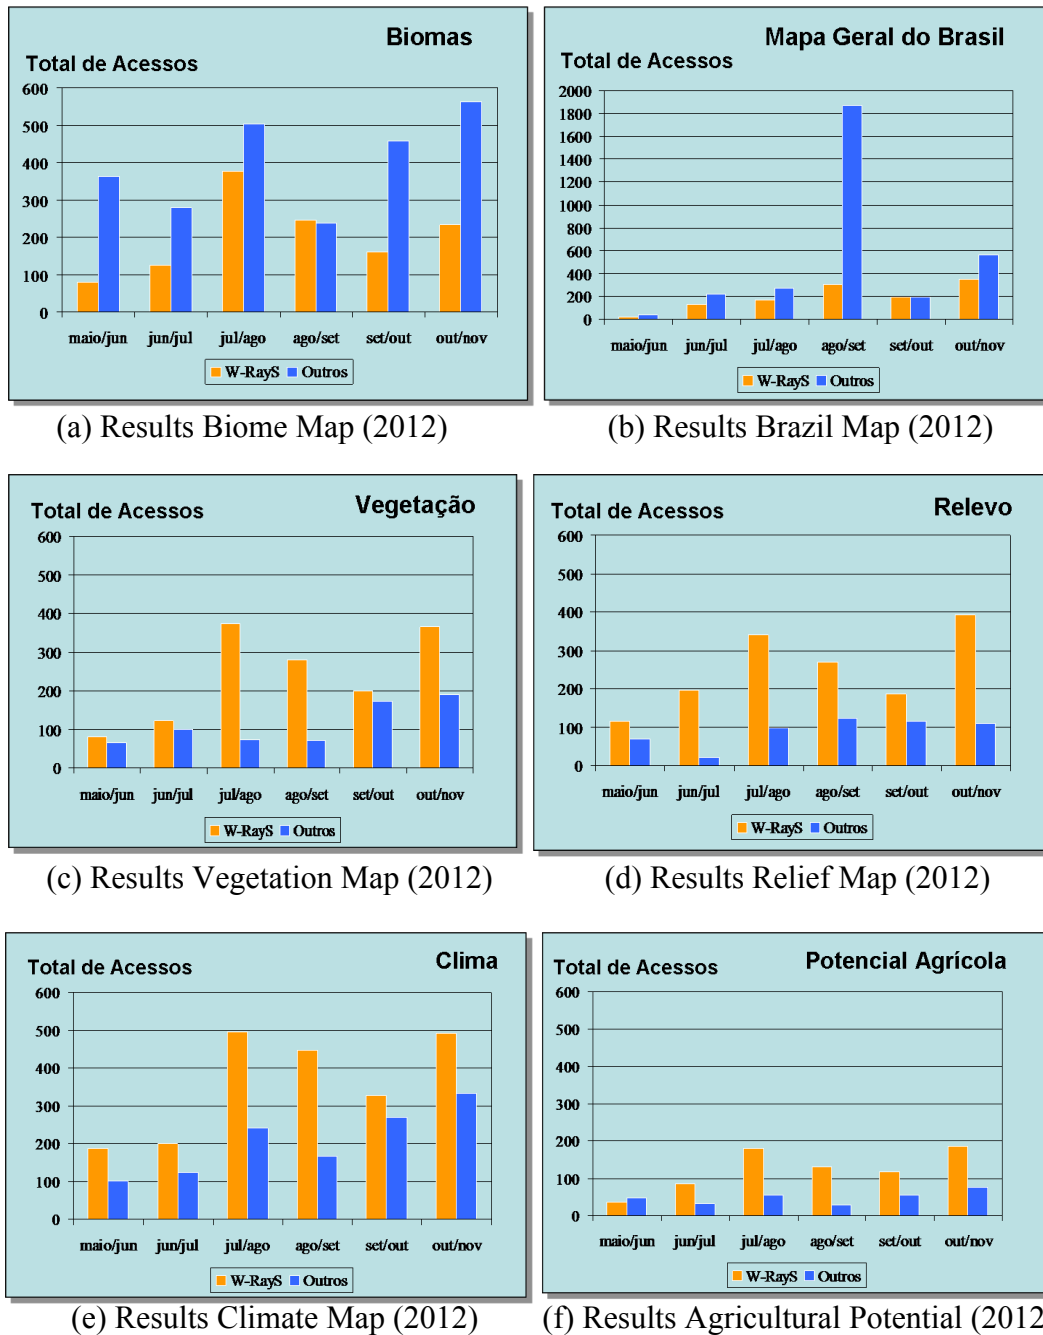 Biomas
Total de Acessos
600
500
400
300
200
100
0
maio/jun jun/jul jul/ago ago/set set/out out/nov
W-RayS Outros
(a) Results Biome Map (2012)
Mapa Geral do Brasil
Total de Acessos
2000
1800
1600
1400
1200
1000
800
600
400
200
0
maio/jun jun/jul jul/ago ago/set set/out out/nov
W-RayS Outros
(b) Results Brazil Map (2012)
Vegetação
Total de Acessos
600
500
400
300
200
100
0
maio/jun jun/jul jul/ago ago/set set/out out/nov
W-RayS Outros
(c) Results Vegetation Map (2012)
Relevo
Total de Acessos
600
500
400
300
200
100
0
maio/jun jun/jul jul/ago ago/set set/out out/nov
W-RayS Outros
(d) Results Relief Map (2012)
Clima
Total de Acessos
600
500
400
300
200
100
0
maio/jun jun/jul jul/ago ago/set set/out out/nov
W-RayS Outros
(e) Results Climate Map (2012)
Potencial Agrícola
Total de Acessos
600
500
400
300
200
100
0
maio/jun jun/jul jul/ago ago/set set/out out/nov
W-RayS Outros
(f) Results Agricultural Potential (2012